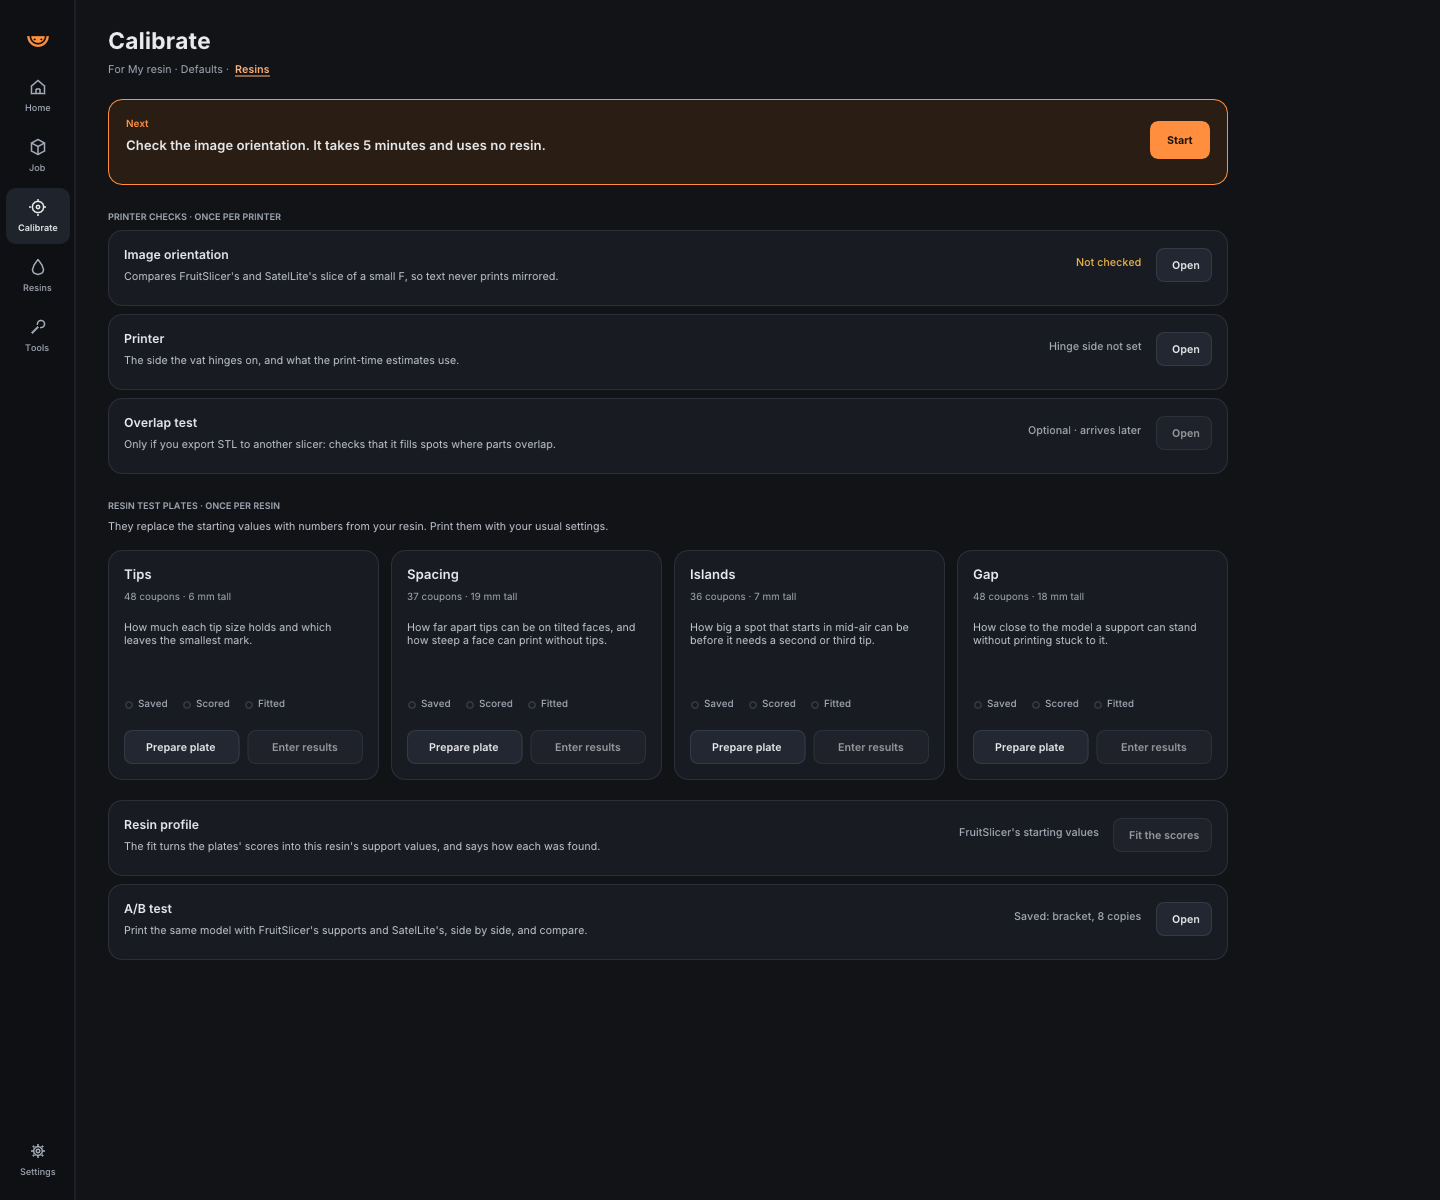 Calibrate
For My resin · Defaults · Resins
Home
Job
Calibrate
Resins
Tools
Settings
Next
Check the image orientation. It takes 5 minutes and uses no resin.
Start
PRINTER CHECKS · ONCE PER PRINTER
Image orientation
Compares FruitSlicer's and SatelLite's slice of a small F, so text never prints mirrored.
Not checked
Open
Printer
The side the vat hinges on, and what the print-time estimates use.
Hinge side not set
Open
Overlap test
Only if you export STL to another slicer: checks that it fills spots where parts overlap.
Optional · arrives later
Open
RESIN TEST PLATES · ONCE PER RESIN
They replace the starting values with numbers from your resin. Print them with your usual settings.
Tips
48 coupons · 6 mm tall
How much each tip size holds and which
leaves the smallest mark.
Saved Scored Fitted
Prepare plate Enter results
Spacing
37 coupons · 19 mm tall
How far apart tips can be on tilted faces, and
how steep a face can print without tips.
Saved Scored Fitted
Prepare plate Enter results
Islands
36 coupons · 7 mm tall
How big a spot that starts in mid-air can be
before it needs a second or third tip.
Saved Scored Fitted
Prepare plate Enter results
Gap
48 coupons · 18 mm tall
How close to the model a support can stand
without printing stuck to it.
Saved Scored Fitted
Prepare plate Enter results
Resin profile
The fit turns the plates' scores into this resin's support values, and says how each was found.
FruitSlicer's starting values
Fit the scores
A/B test
Print the same model with FruitSlicer's supports and SatelLite's, side by side, and compare.
Saved: bracket, 8 copies
Open